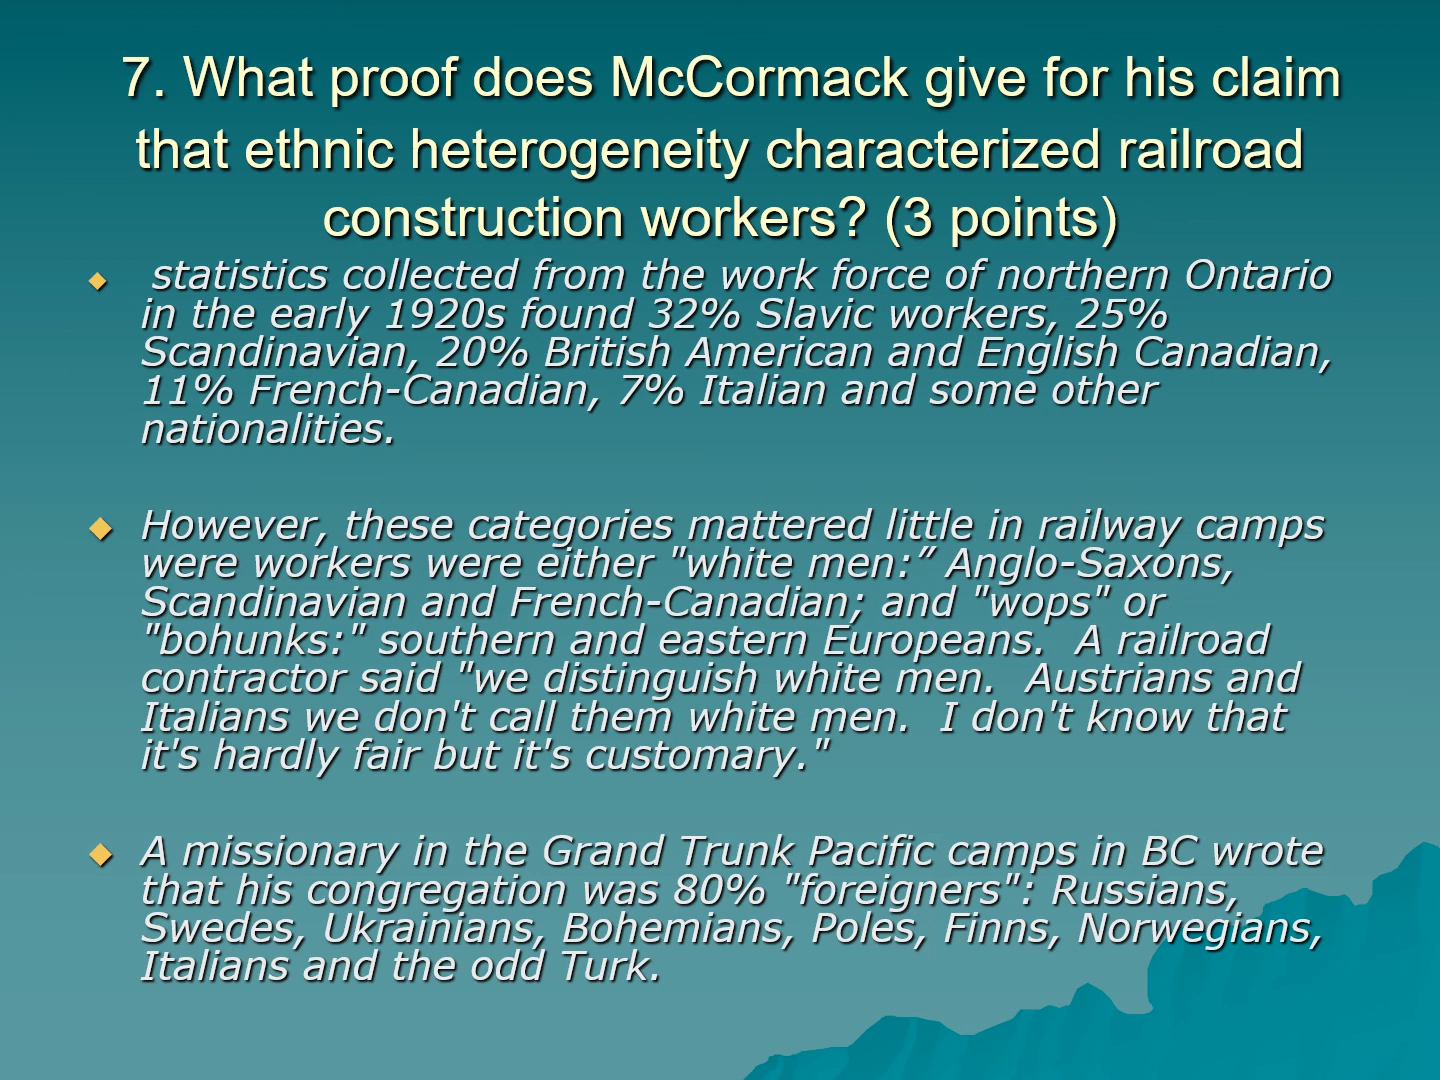 7. What proof does McCormack give for his claim
that ethnic heterogeneity characterized railroad
construction workers? (3 points)
statistics collected from the work force of northern Ontario
in the early 1920s found 32% Slavic workers, 25%
Scandinavian, 20% British American and English Canadian,
11% French-Canadian, 7% Italian and some other
nationalities.
However, these categories mattered little in railway camps
were workers were either "white men:” Anglo-Saxons,
Scandinavian and French-Canadian; and "wops" or
"bohunks:" southern and eastern Europeans.  A railroad
contractor said "we distinguish white men.  Austrians and
Italians we don't call them white men.  I don't know that
it's hardly fair but it's customary."
A missionary in the Grand Trunk Pacific camps in BC wrote
that his congregation was 80% "foreigners": Russians,
Swedes, Ukrainians, Bohemians, Poles, Finns, Norwegians,
Italians and the odd Turk.